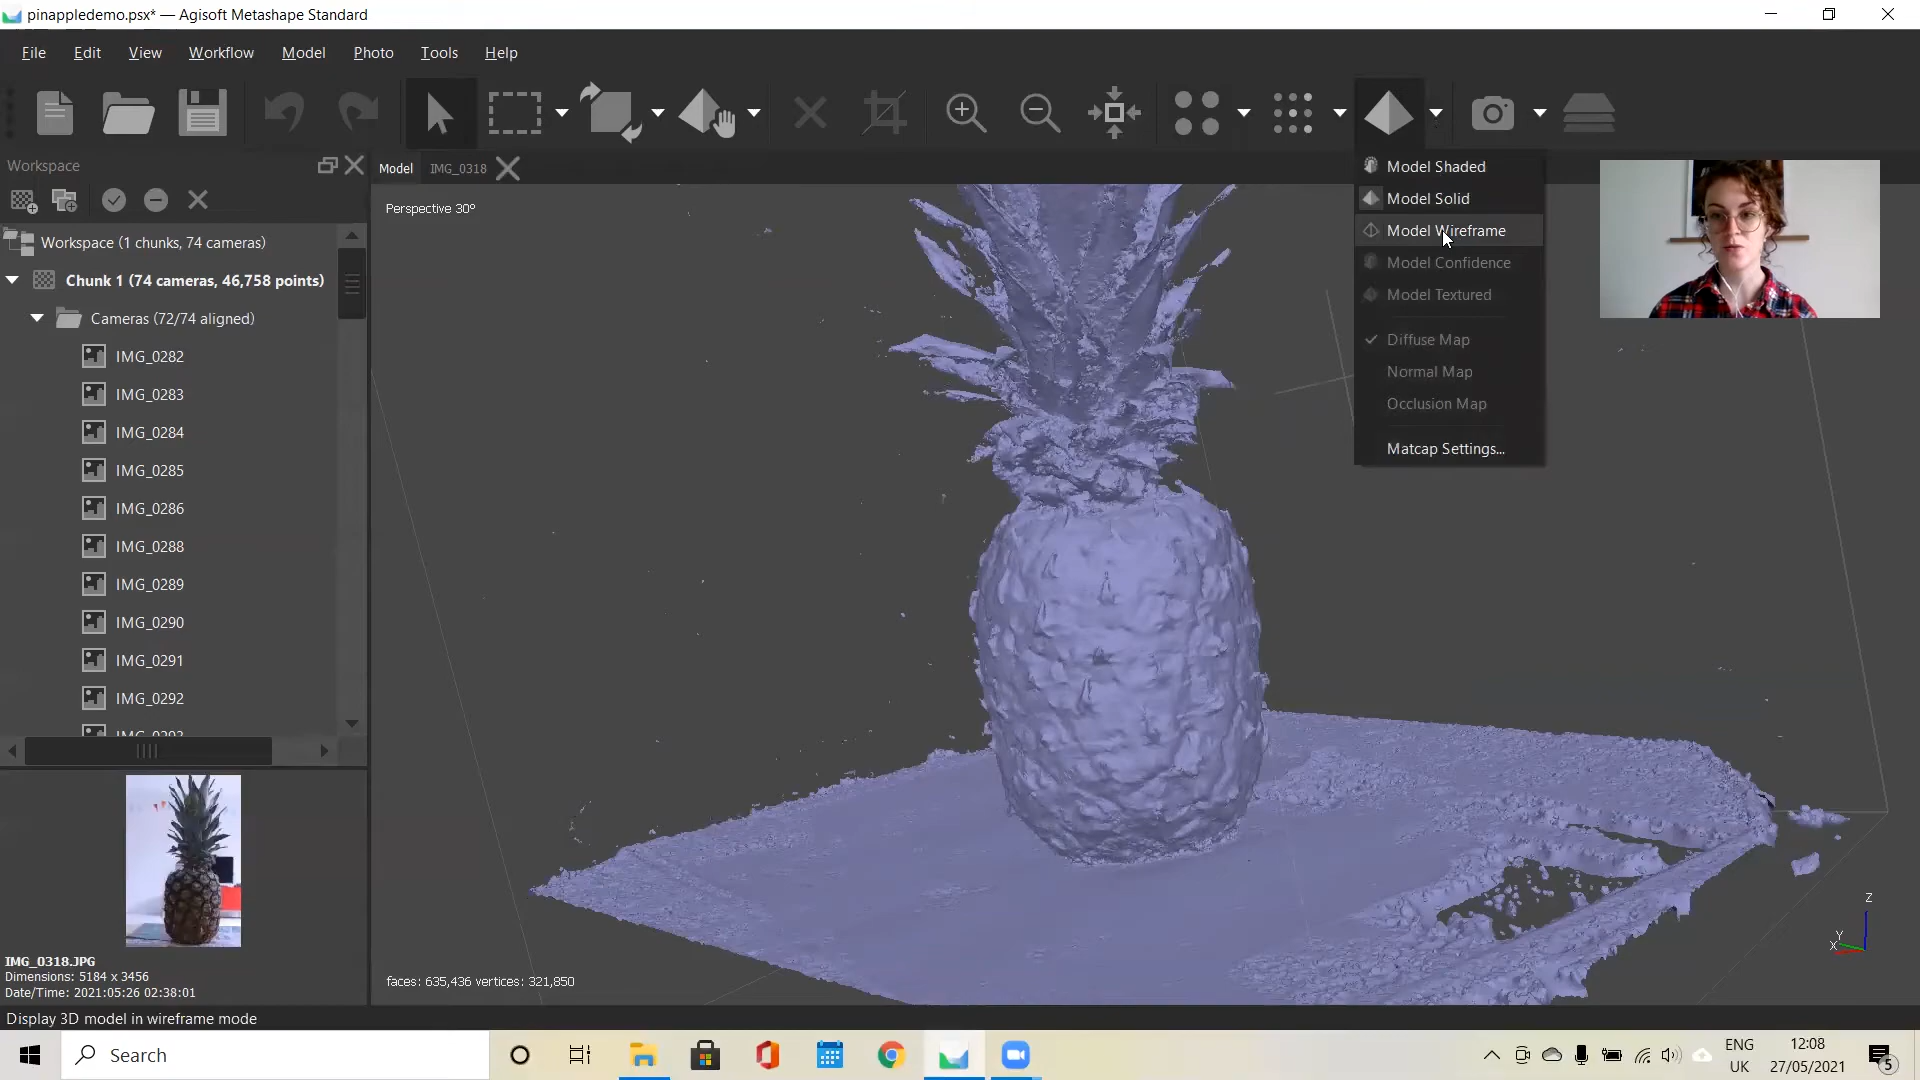 pinappledemo.psx* — Agisoft Metashape Standard
File Edit View Workflow Model Photo Tools Help
Workspace
Model IMG_0318
Perspective 30°
Model Shaded
Model Solid
Model Wireframe
Model Confidence
Model Textured
Diffuse Map
Normal Map
Occlusion Map
Matcap Settings...
Workspace (1 chunks, 74 cameras)
Chunk 1 (74 cameras, 46,758 points)
Cameras (72/74 aligned)
IMG_0282
IMG_0283
IMG_0284
IMG_0285
IMG_0286
IMG_0288
IMG_0289
IMG_0290
IMG_0291
IMG_0292
IMG_0293
Z
Y
X
IMG_0318.JPG
Dimensions: 5184 x 3456
Date/Time: 2021:05:26 02:38:01
faces: 635,436 vertices: 321,850
Display 3D model in wireframe mode
Search
ENG
UK
12:08
27/05/2021
5